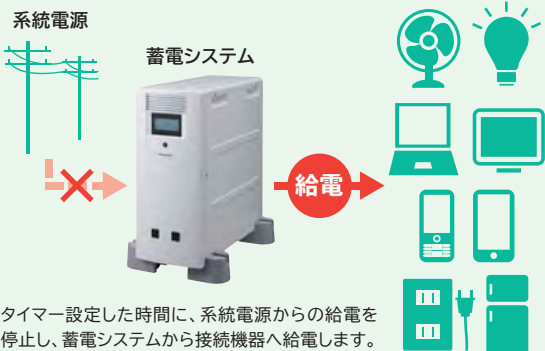 系統電源
蓄電システム
給電
タイマー設定した時間に、系統電源からの給電を
停止し、蓄電システムから接続機器へ給電します。